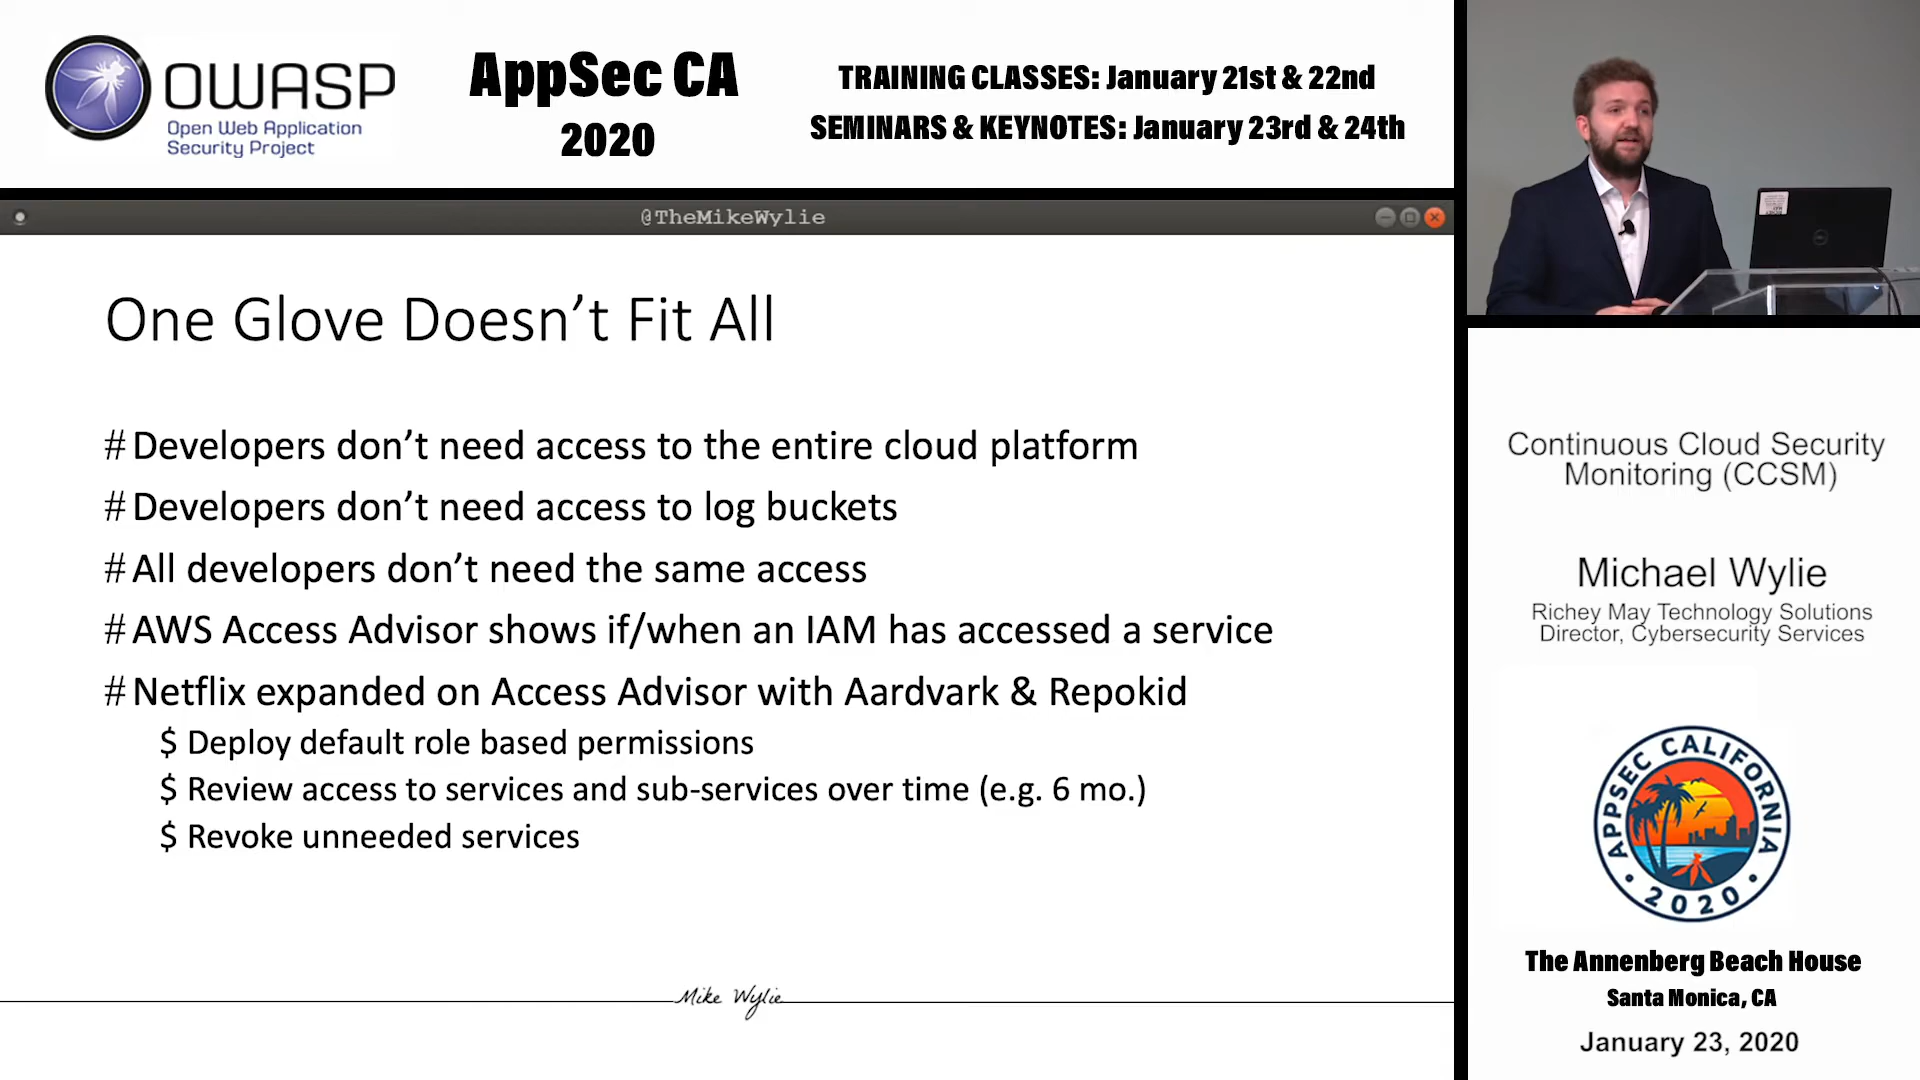 OWASP
Open Web Application
Security Project
AppSec CA
2020
TRAINING CLASSES: January 21st & 22nd
SEMINARS & KEYNOTES: January 23rd & 24th
@TheMikeWylie
One Glove Doesn’t Fit All
# Developers don’t need access to the entire cloud platform
# Developers don’t need access to log buckets
# All developers don’t need the same access
# AWS Access Advisor shows if/when an IAM has accessed a service
# Netflix expanded on Access Advisor with Aardvark & Repokid
$ Deploy default role based permissions
$ Review access to services and sub-services over time (e.g. 6 mo.)
$ Revoke unneeded services
Mike Wylie
Continuous Cloud Security
Monitoring (CCSM)
Michael Wylie
Richey May Technology Solutions
Director, Cybersecurity Services
APPSEC CALIFORNIA
2020
The Annenberg Beach House
Santa Monica, CA
January 23, 2020